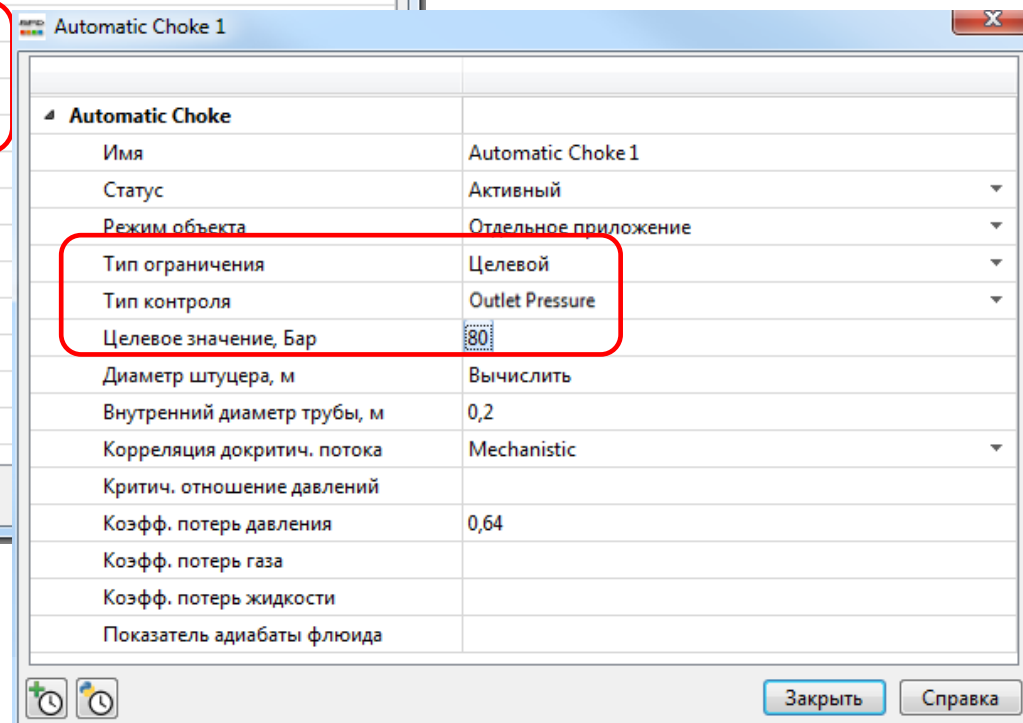 Automatic Choke 1
Automatic Choke
Имя Automatic Choke 1
Статус Активный
Режим объекта Отдельное приложение
Тип ограничения Целевой
Тип контроля Outlet Pressure
Целевое значение, Бар 80
Диаметр штуцера, м Вычислить
Внутренний диаметр трубы, м 0,2
Корреляция докритич. потока Mechanistic
Критич. отношение давлений
Коэфф. потерь давления 0,64
Коэфф. потерь газа
Коэфф. потерь жидкости
Показатель адиабаты флюида
Закрыть Справка